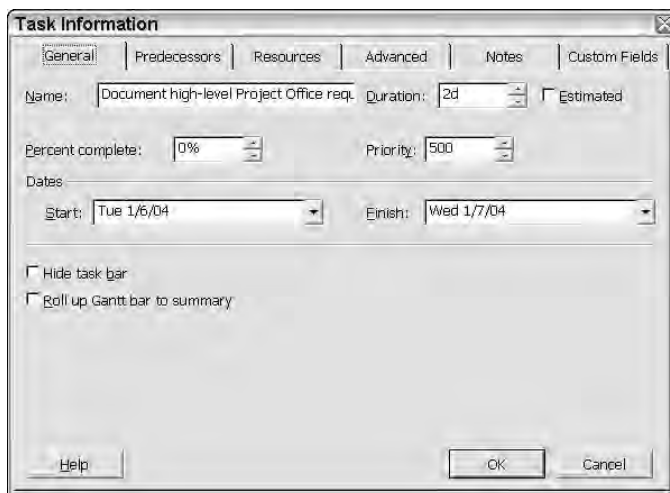 Task Information
General Predecessors Resources Advanced Notes Custom Fields
Name: Document high-level Project Office requ Duration: 2d Estimated
Percent complete: 0% Priority: 500
Dates
Start: Tue 1/6/04 Finish: Wed 1/7/04
Hide task bar
Roll up Gantt bar to summary
Help OK Cancel